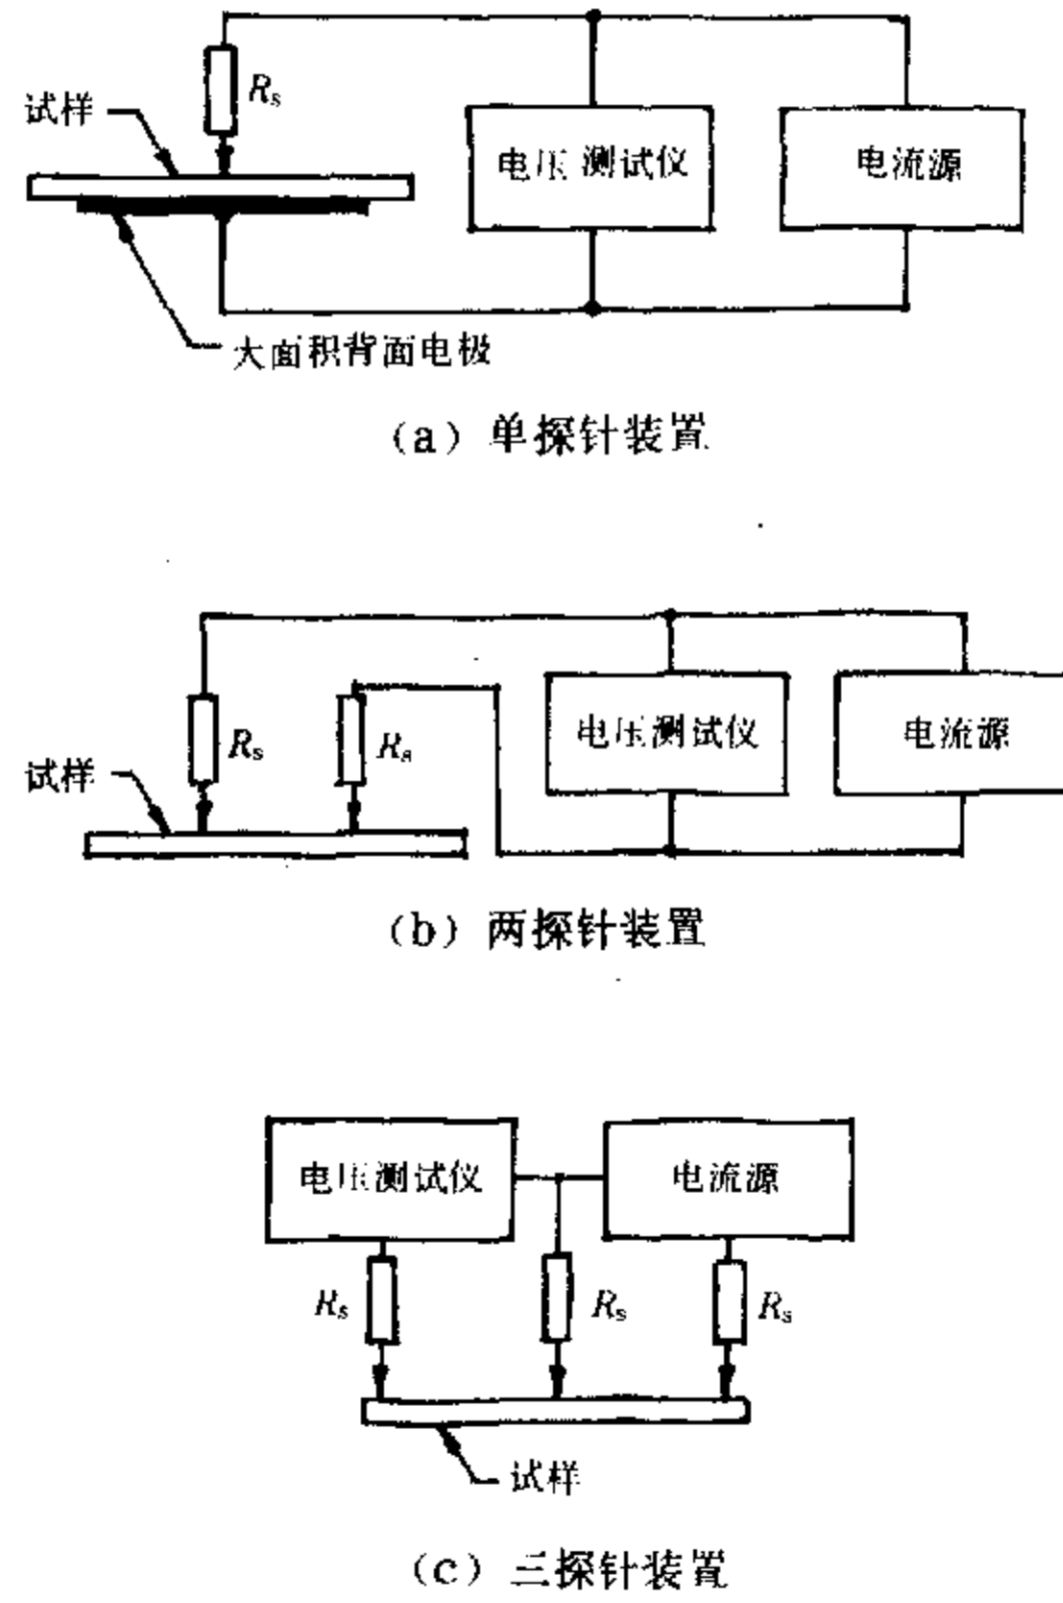 Rs
试样
电压测试仪
电流源
大面积背面电极
(a) 单探针装置
Rs
Rs
电压测试仪
电流源
试样
(b) 两探针装置
电压测试仪
电流源
Rs
Rs
Rs
试样
(c) 三探针装置